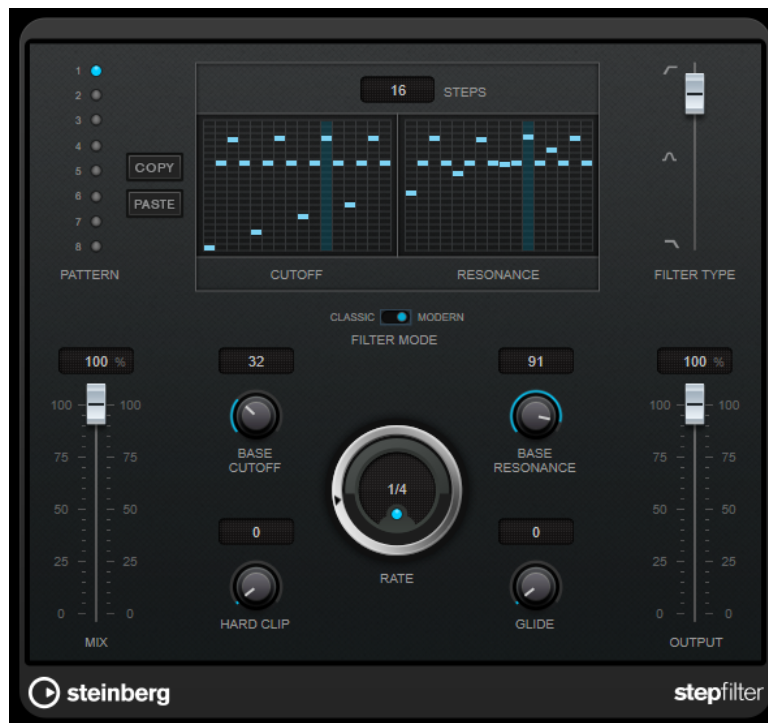 1
2
3
4
5
6
7
8
PATTERN
COPY
PASTE
16 STEPS
CUTOFF
RESONANCE
FILTER TYPE
CLASSIC MODERN
FILTER MODE
100 %
32
91
100 %
100 100
75 75
50 50
25 25
0 0
MIX
BASE
CUTOFF
0
HARD CLIP
1/4
RATE
BASE
RESONANCE
0
GLIDE
100 100
75 75
50 50
25 25
0 0
OUTPUT
steinberg
stepfilter